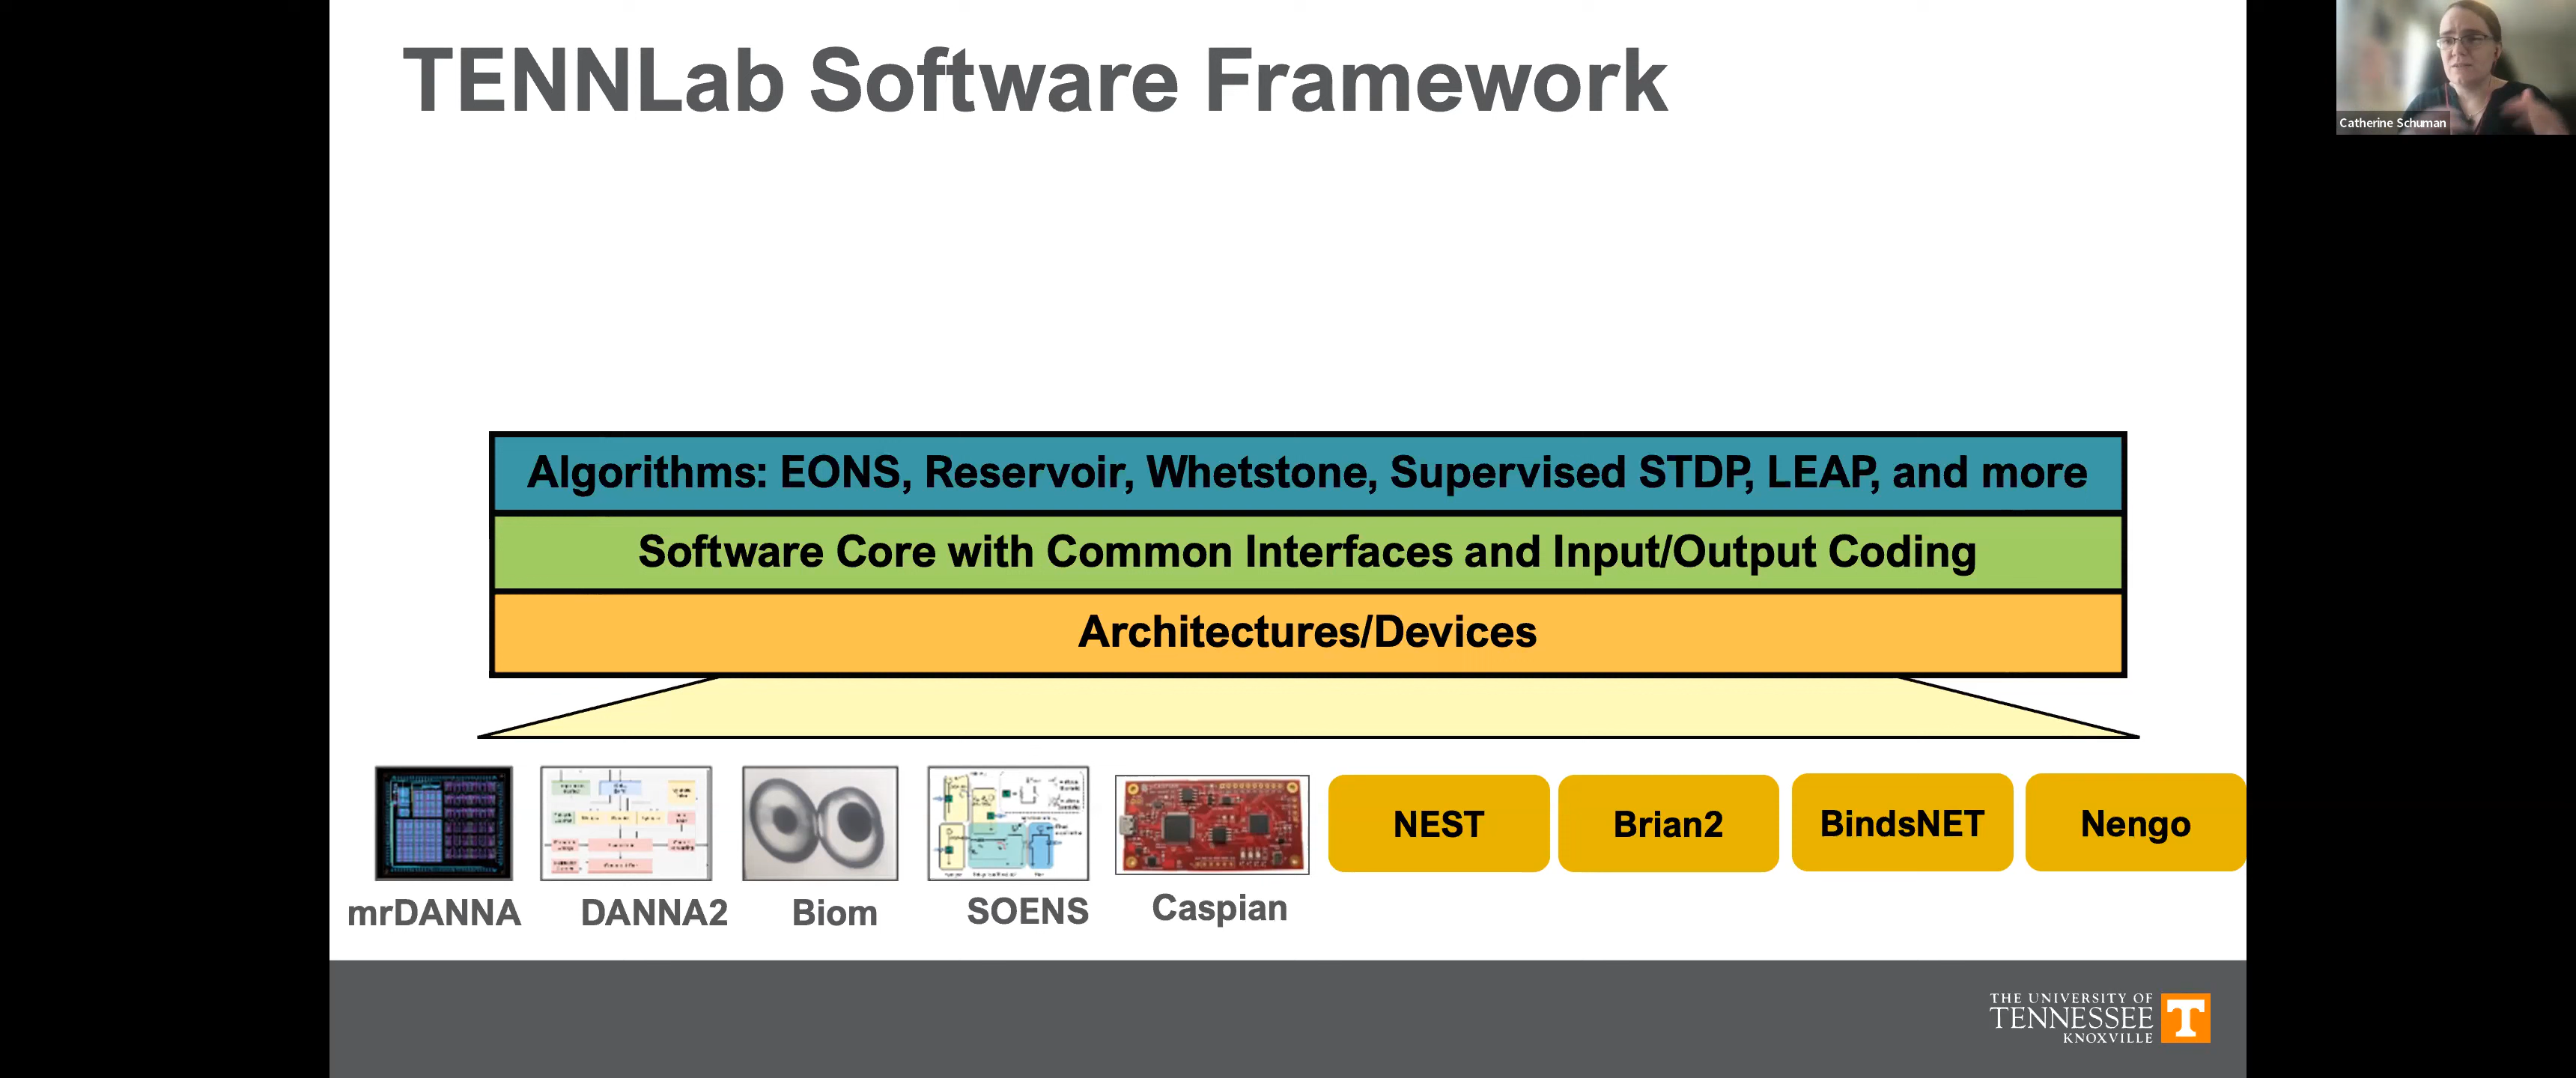 TENNLab Software Framework
Catherine Schuman
Algorithms: EONS, Reservoir, Whetstone, Supervised STDP, LEAP, and more
Software Core with Common Interfaces and Input/Output Coding
Architectures/Devices
NEST
Brian2
BindsNET
Nengo
mrDANNA
DANNA2
Biom
SOENS
Caspian
THE UNIVERSITY OF
TENNESSEE
KNOXVILLE
T